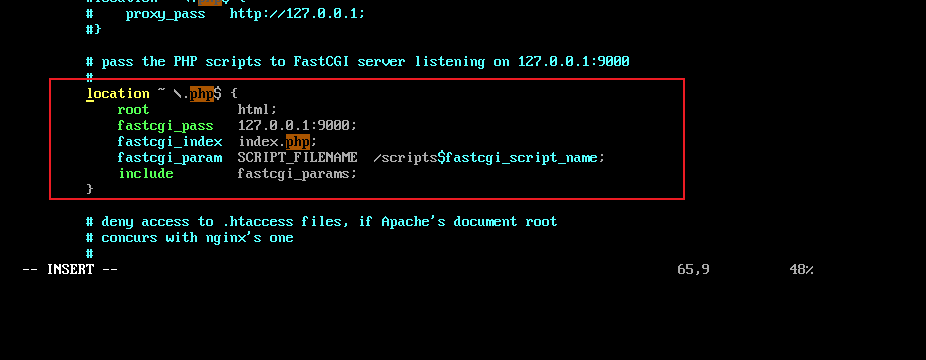 #location ~ \.php$ {
#    proxy_pass   http://127.0.0.1;
#}
# pass the PHP scripts to FastCGI server listening on 127.0.0.1:9000
#
location ~ \.php$ {
    root           html;
    fastcgi_pass   127.0.0.1:9000;
    fastcgi_index  index.php;
    fastcgi_param  SCRIPT_FILENAME  /scripts$fastcgi_script_name;
    include        fastcgi_params;
}
# deny access to .htaccess files, if Apache's document root
# concurs with nginx's one
#
-- INSERT --                    65,9          48%